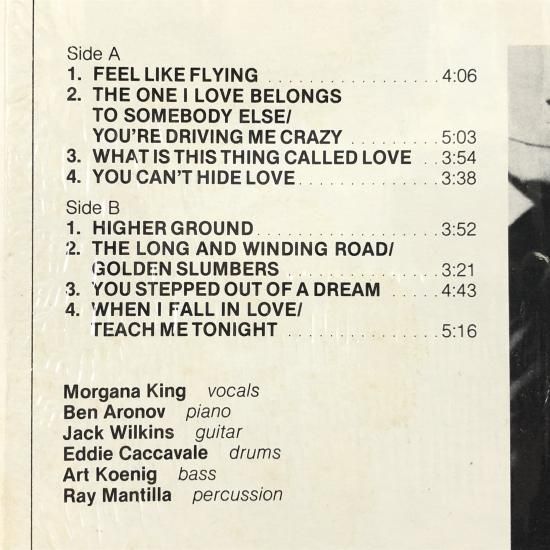 Side A
1. FEEL LIKE FLYING .................. 4:06
2. THE ONE I LOVE BELONGS
TO SOMEBODY ELSE/
YOU'RE DRIVING ME CRAZY ......... 5:03
3. WHAT IS THIS THING CALLED LOVE .. 3:54
4. YOU CAN'T HIDE LOVE .............. 3:38
Side B
1. HIGHER GROUND .................. 3:52
2. THE LONG AND WINDING ROAD/
GOLDEN SLUMBERS ............... 3:21
3. YOU STEPPED OUT OF A DREAM ..... 4:43
4. WHEN I FALL IN LOVE/
TEACH ME TONIGHT ............... 5:16
Morgana King vocals
Ben Aronov piano
Jack Wilkins guitar
Eddie Caccavale drums
Art Koenig bass
Ray Mantilla percussion